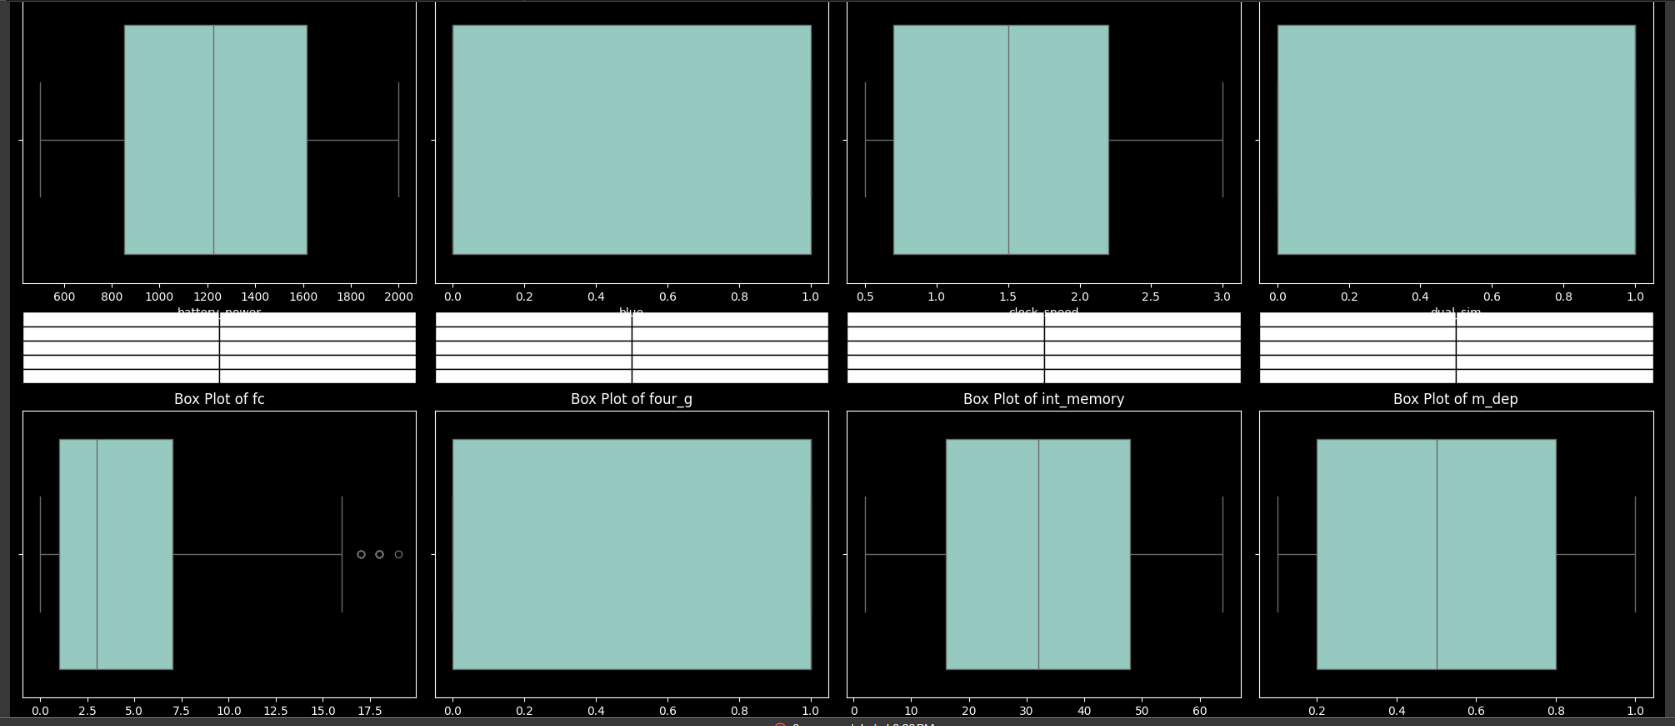 600 800 1000 1200 1400 1600 1800 2000
0.0 0.2 0.4 0.6 0.8 1.0
0.5 1.0 1.5 2.0 2.5 3.0
0.0 0.2 0.4 0.6 0.8 1.0
battery_power
blue
clock_speed
dual_sim
Box Plot of fc
Box Plot of four_g
Box Plot of int_memory
Box Plot of m_dep
0.0 2.5 5.0 7.5 10.0 12.5 15.0 17.5
0.0 0.2 0.4 0.6 0.8 1.0
0 10 20 30 40 50 60
0.2 0.4 0.6 0.8 1.0